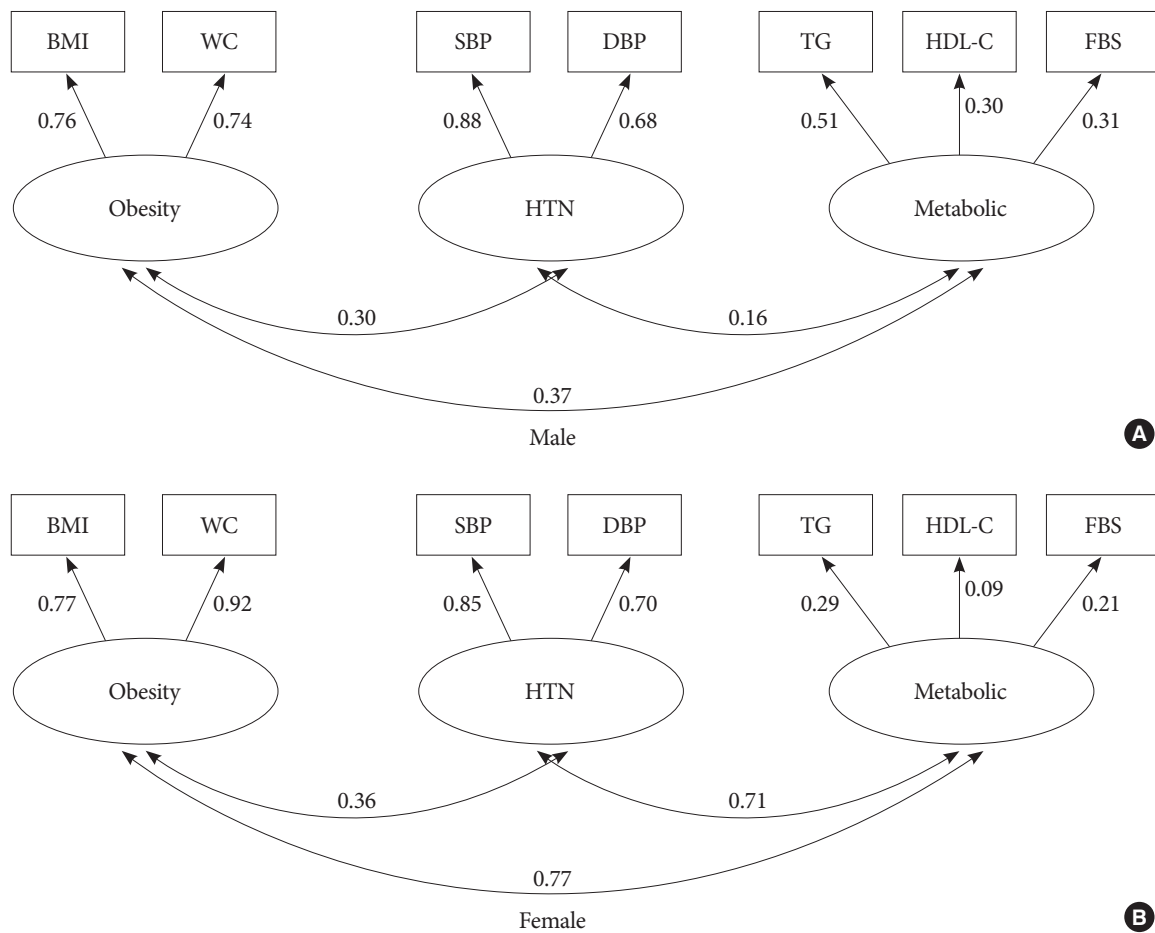 BMI WC SBP DBP TG HDL-C FBS
0.76 0.74 0.88 0.68 0.51 0.30 0.31
Obesity HTN Metabolic
0.30 0.16
0.37
Male A
BMI WC SBP DBP TG HDL-C FBS
0.77 0.92 0.85 0.70 0.29 0.09 0.21
Obesity HTN Metabolic
0.36 0.71
0.77
Female B